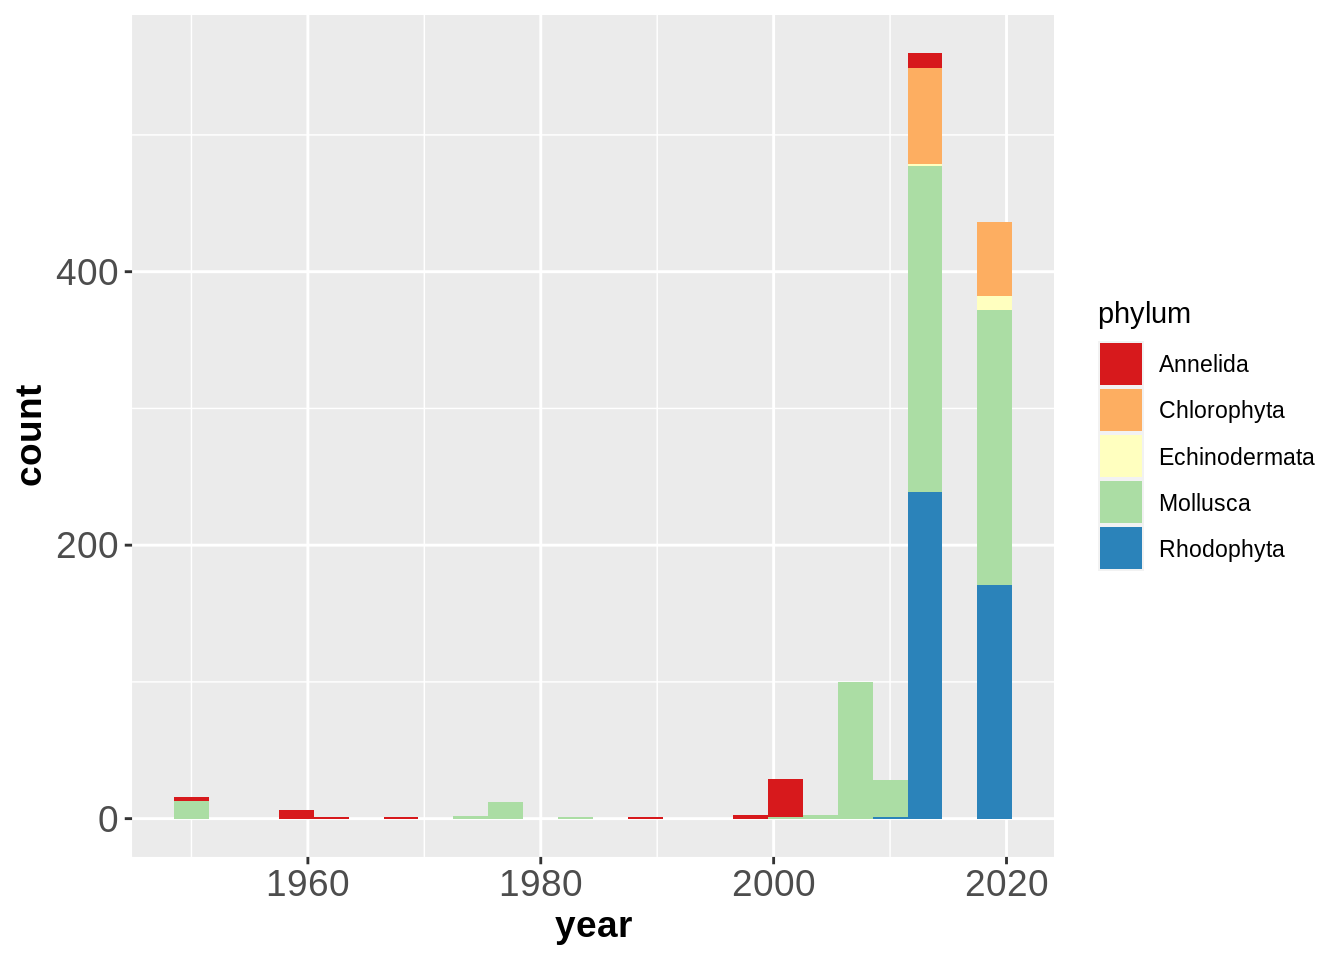 400
200
0
count
1960
1980
2000
2020
year
phylum
Annelida
Chlorophyta
Echinodermata
Mollusca
Rhodophyta